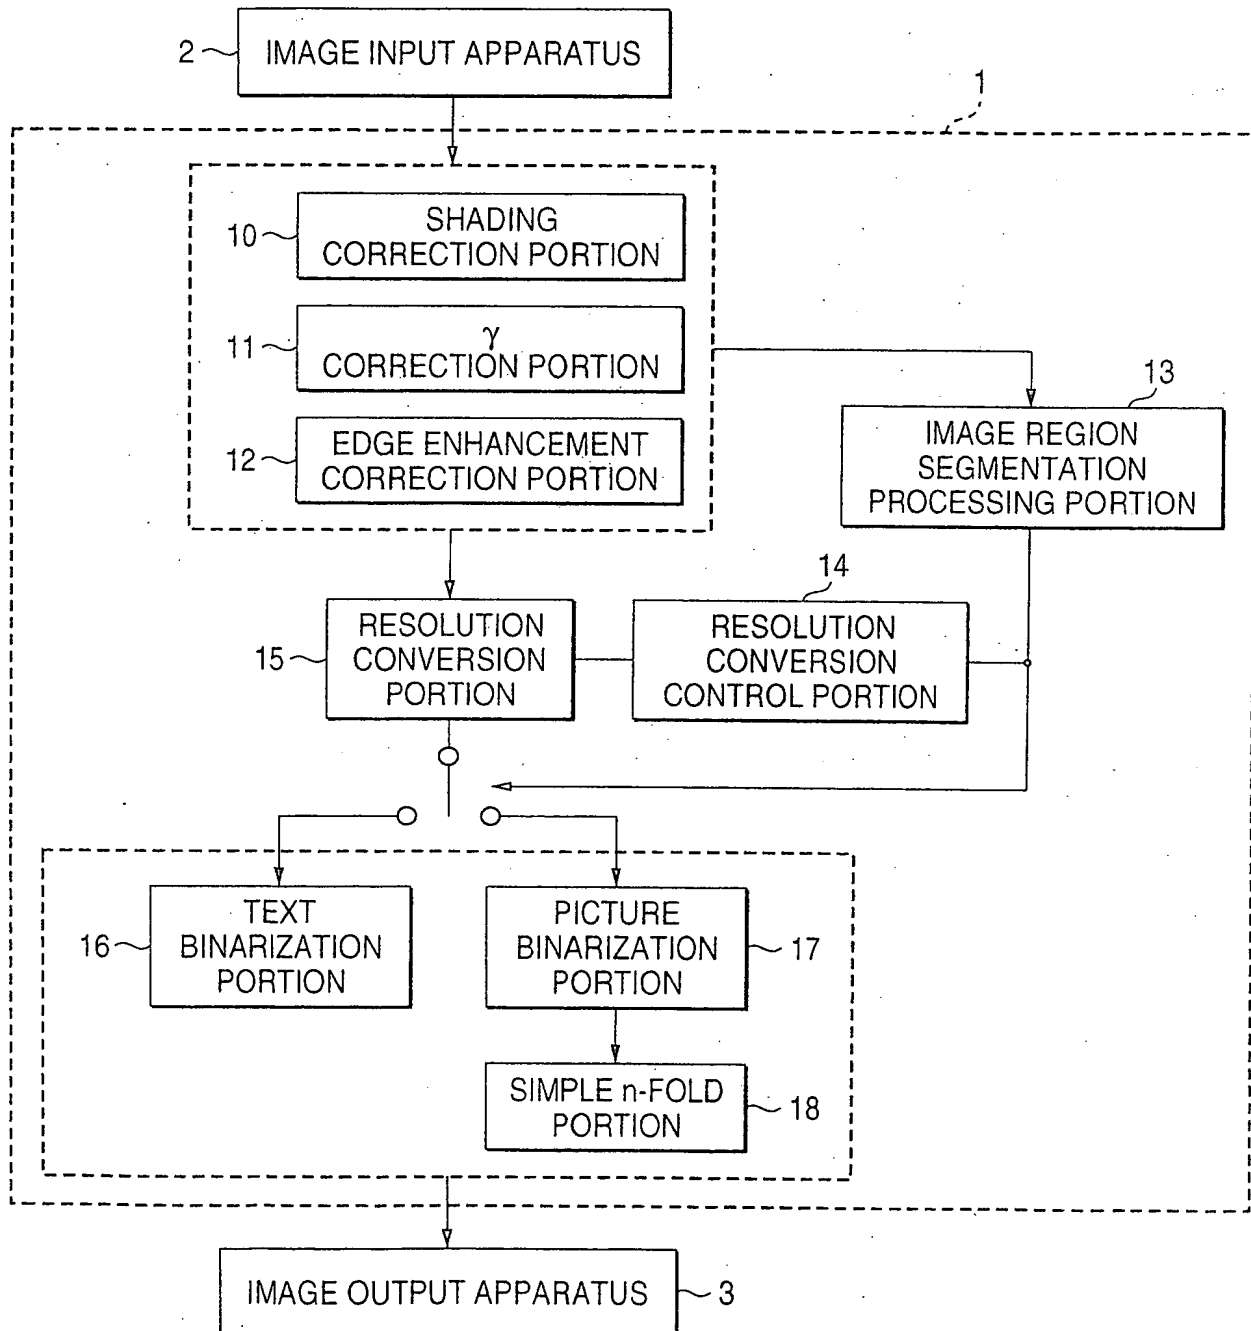 2
IMAGE INPUT APPARATUS
1
10
SHADING
CORRECTION PORTION
11
γ
CORRECTION PORTION
12
EDGE ENHANCEMENT
CORRECTION PORTION
13
IMAGE REGION
SEGMENTATION
PROCESSING PORTION
14
RESOLUTION
CONVERSION
CONTROL PORTION
15
RESOLUTION
CONVERSION
PORTION
16
TEXT
BINARIZATION
PORTION
PICTURE
BINARIZATION
PORTION
17
SIMPLE n-FOLD
PORTION
18
IMAGE OUTPUT APPARATUS
3